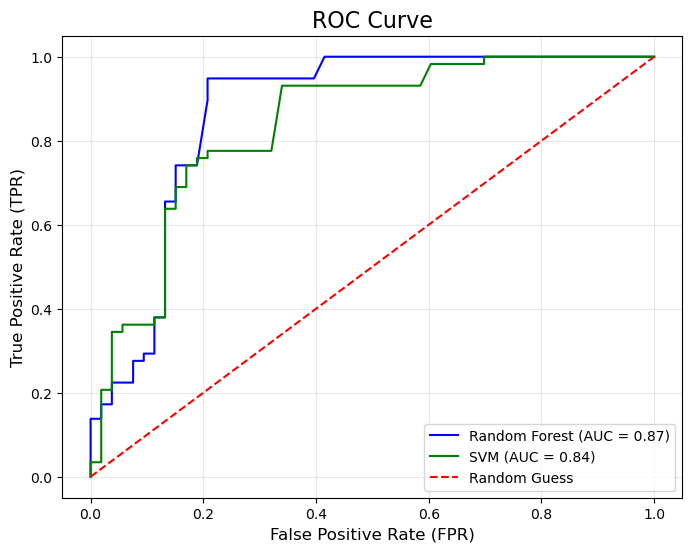 ROC Curve
True Positive Rate (TPR)
1.0
0.8
0.6
0.4
0.2
0.0
0.0 0.2 0.4 0.6 0.8 1.0
False Positive Rate (FPR)
Random Forest (AUC = 0.87)
SVM (AUC = 0.84)
Random Guess